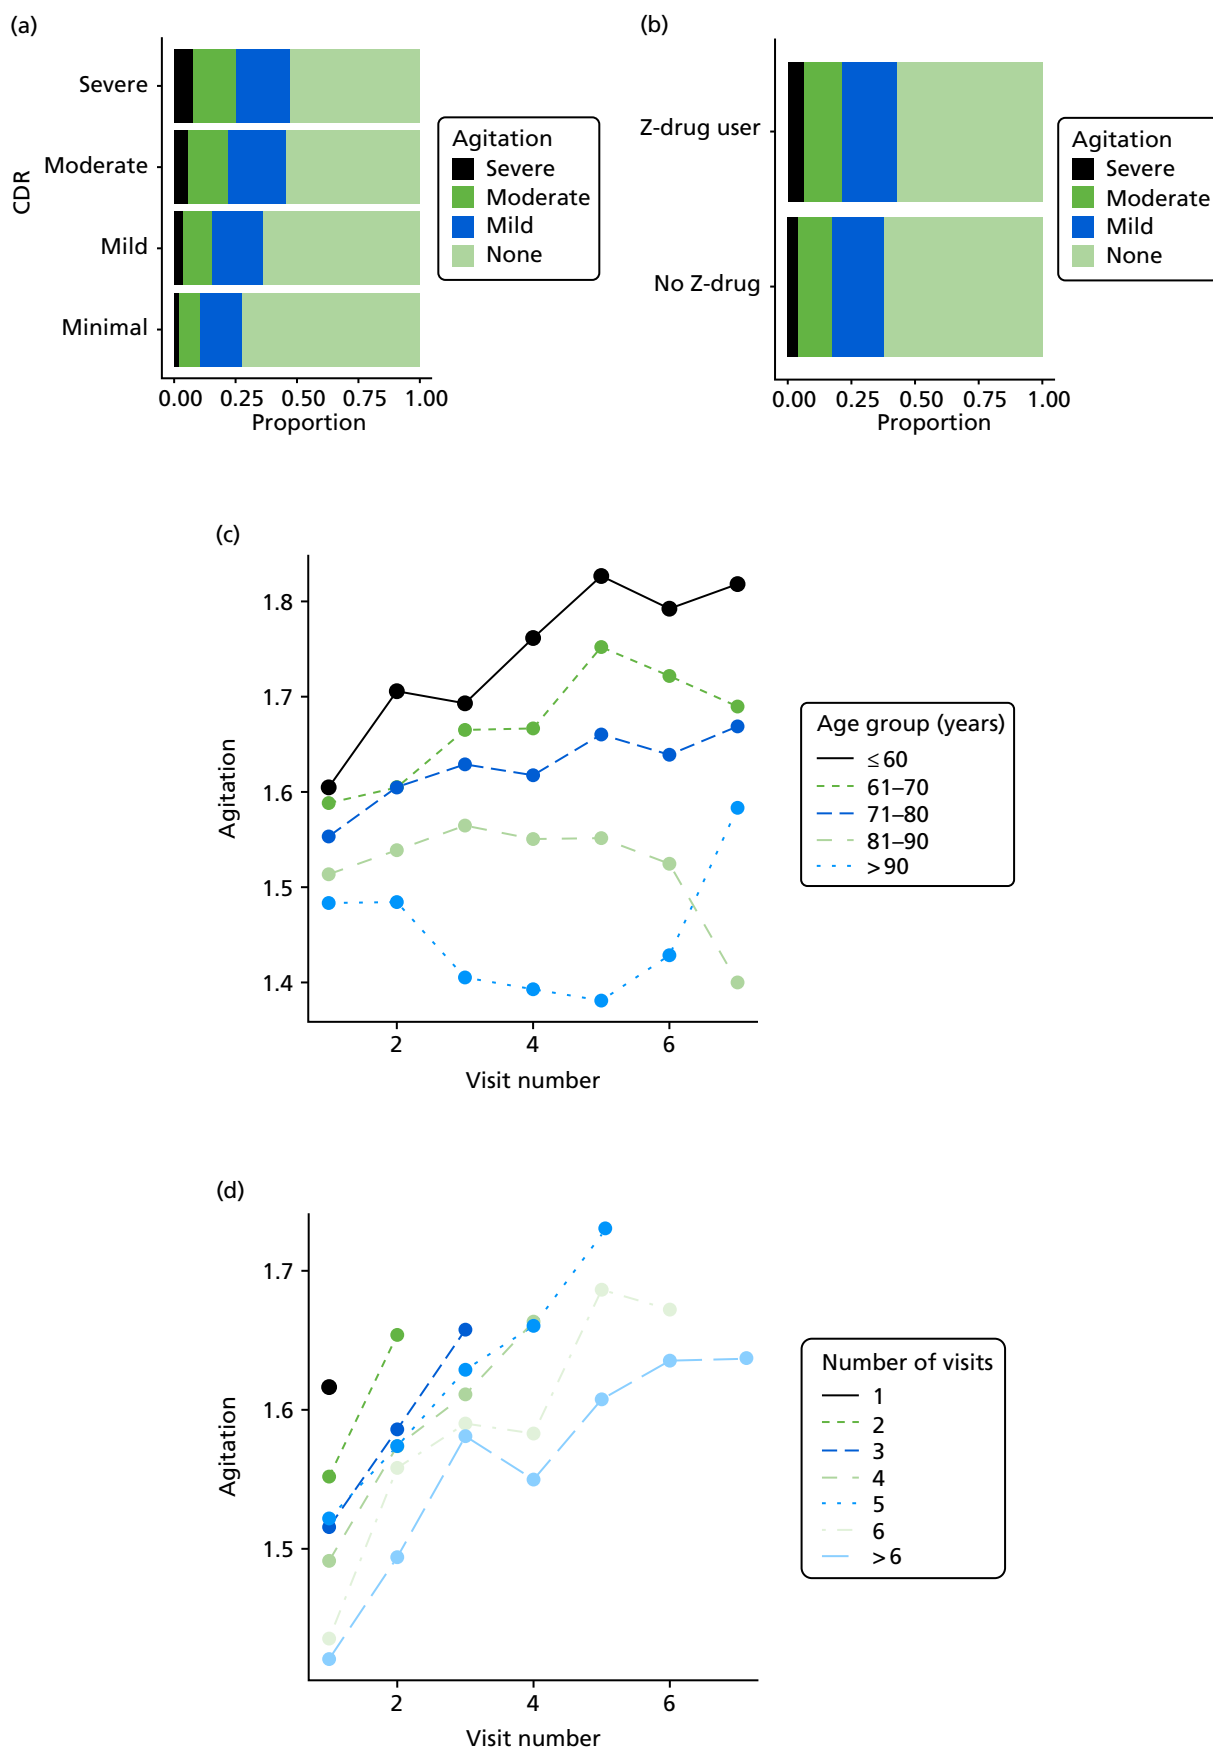 (a)
CDR
Severe
Moderate
Mild
Minimal
0.00 0.25 0.50 0.75 1.00
Proportion
Agitation
Severe
Moderate
Mild
None
(b)
Z-drug user
No Z-drug
0.00 0.25 0.50 0.75 1.00
Proportion
Agitation
Severe
Moderate
Mild
None
(c)
Agitation
1.8
1.7
1.6
1.5
1.4
2 4 6
Visit number
Age group (years)
≤ 60
61–70
71–80
81–90
> 90
(d)
Agitation
1.7
1.6
1.5
2 4 6
Visit number
Number of visits
1
2
3
4
5
6
> 6